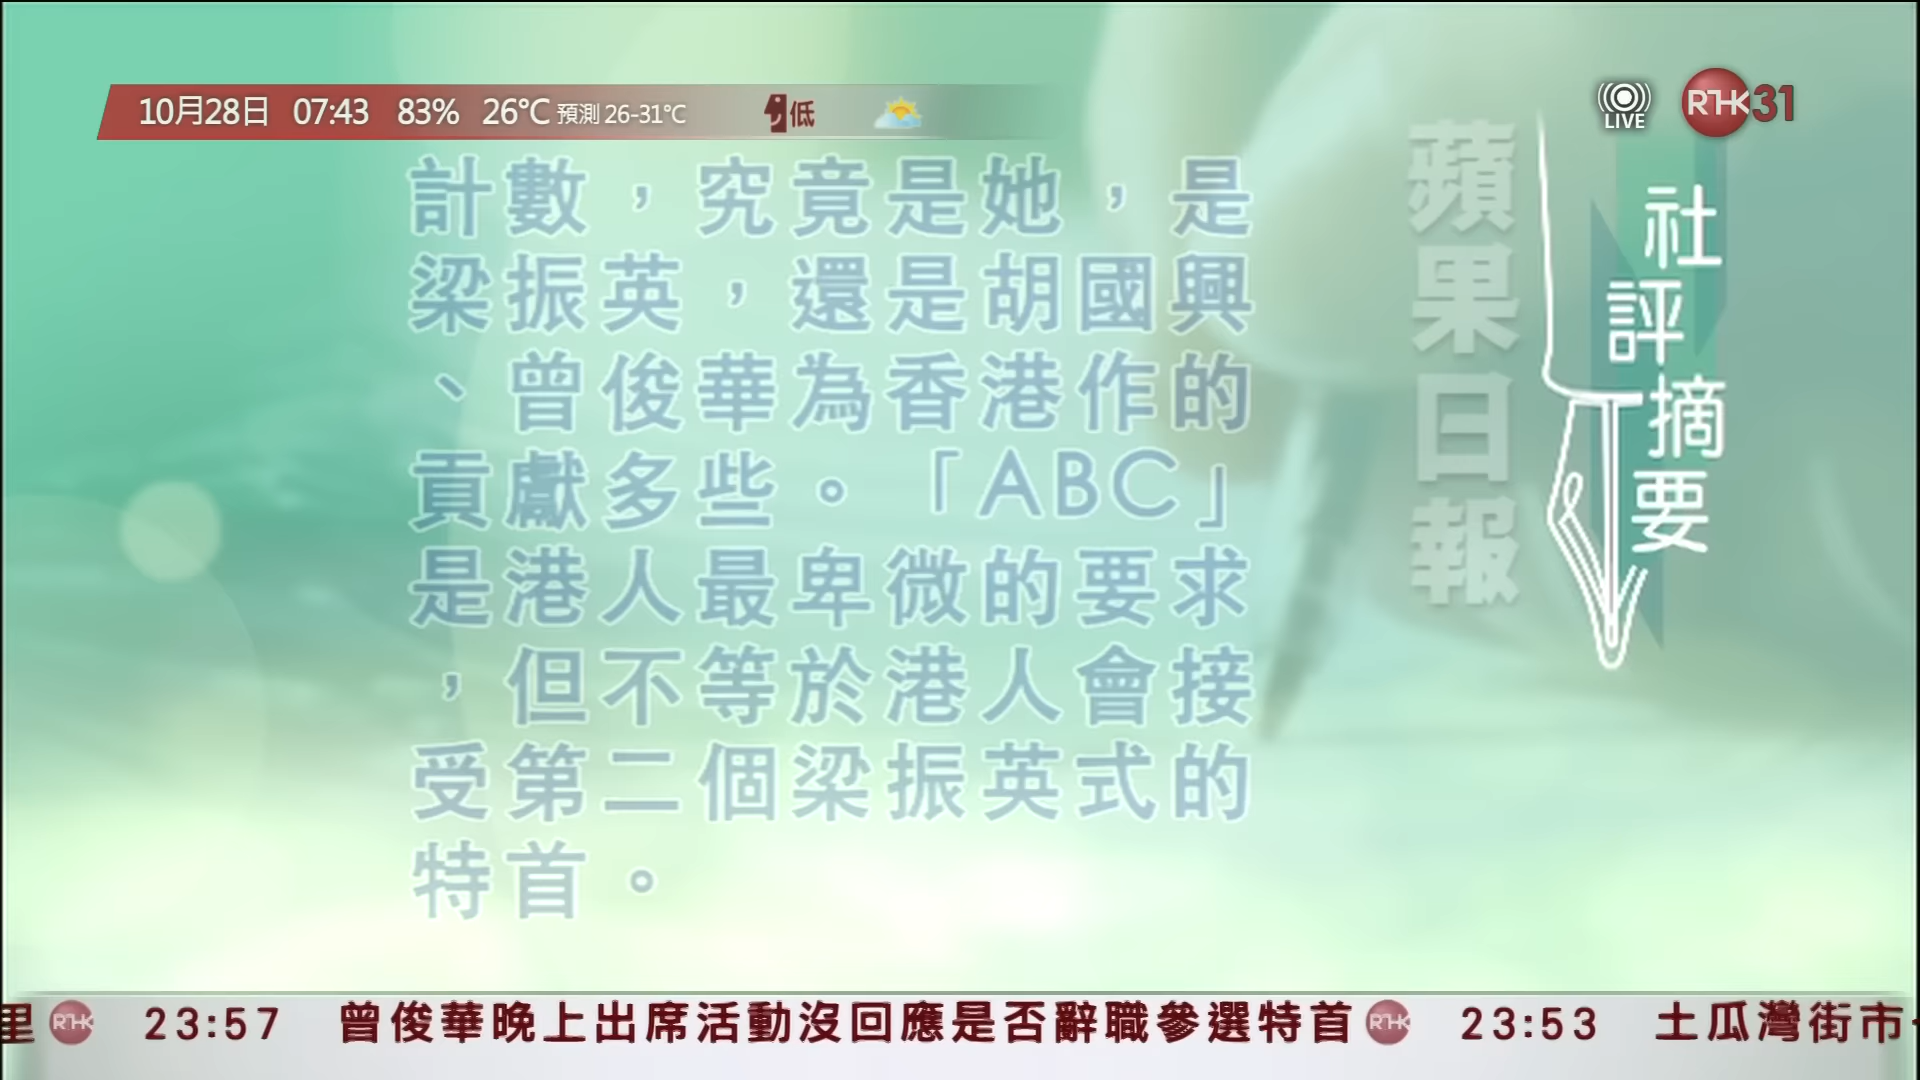 10月28日 07:43 83% 26°C 預測 26-31°C 低
LIVE
RTHK 31
計數，究竟是她，是
梁振英，還是胡國興
、曾俊華為香港作的
貢獻多些。「ABC」
是港人最卑微的要求
，但不等於港人會接
受第二個梁振英式的
特首。
蘋果日報
社評摘要
里 RTHK 23:57 曾俊華晚上出席活動沒回應是否辭職參選特首 RTHK 23:53 土瓜灣街市